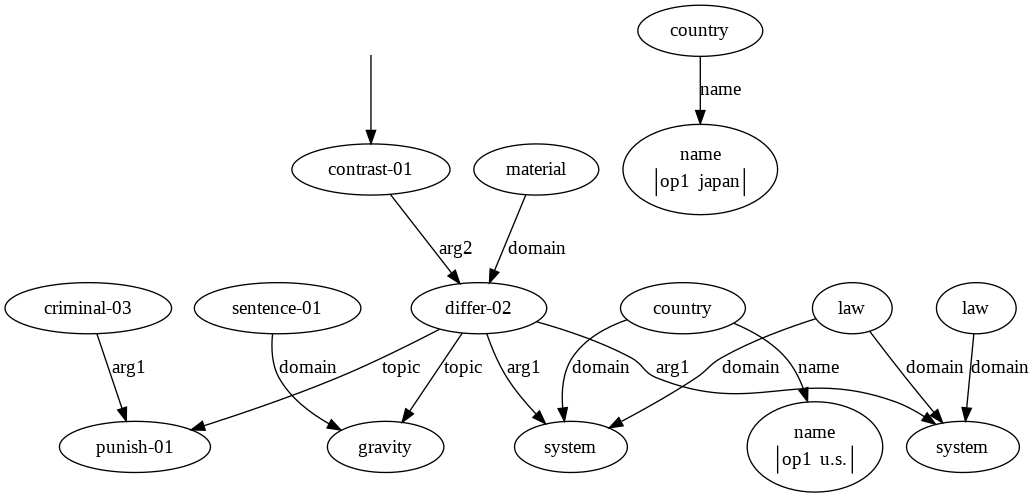 country
name
name
op1 japan
contrast-01
material
arg2
domain
criminal-03
sentence-01
differ-02
country
law
law
arg1
domain
topic
topic
arg1
domain
arg1
domain
name
domain
domain
punish-01
gravity
system
name
op1 u.s.
system